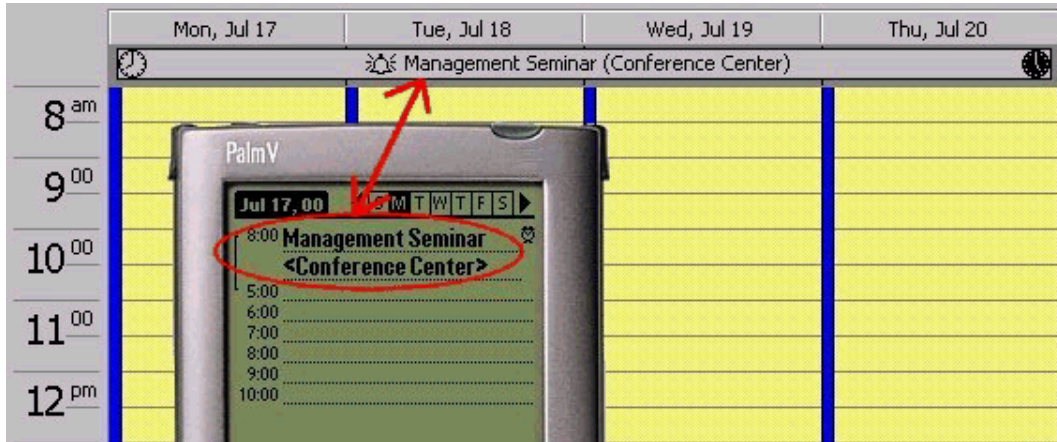 Mon, Jul 17 Tue, Jul 18 Wed, Jul 19 Thu, Jul 20
Management Seminar (Conference Center)
8 am
9 00
10 00
11 00
12 pm
PalmV
Jul 17, 00 S M T W T F S
8:00 Management Seminar
<Conference Center>
5:00
6:00
7:00
8:00
9:00
10:00